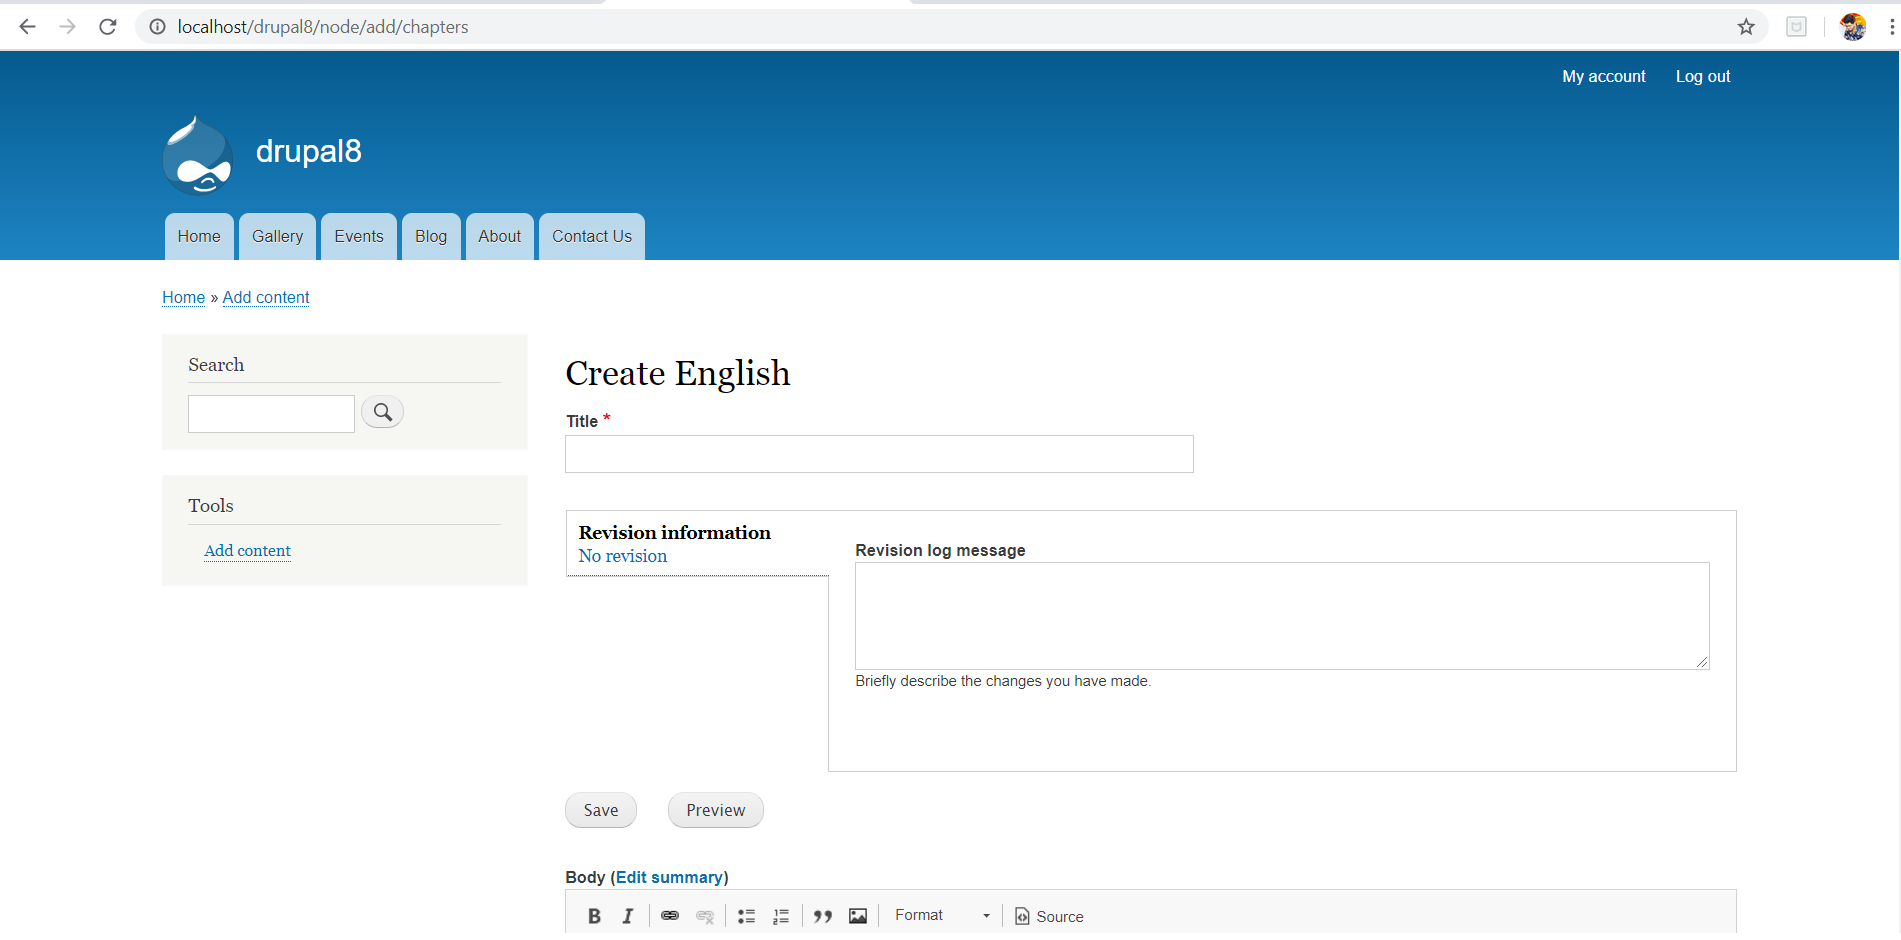 localhost/drupal8/node/add/chapters
My account Log out
drupal8
Home Gallery Events Blog About Contact Us
Home » Add content
Search
Tools
Add content
Create English
Title *
Revision information
No revision
Revision log message
Briefly describe the changes you have made.
Save Preview
Body (Edit summary)
B I Format Source